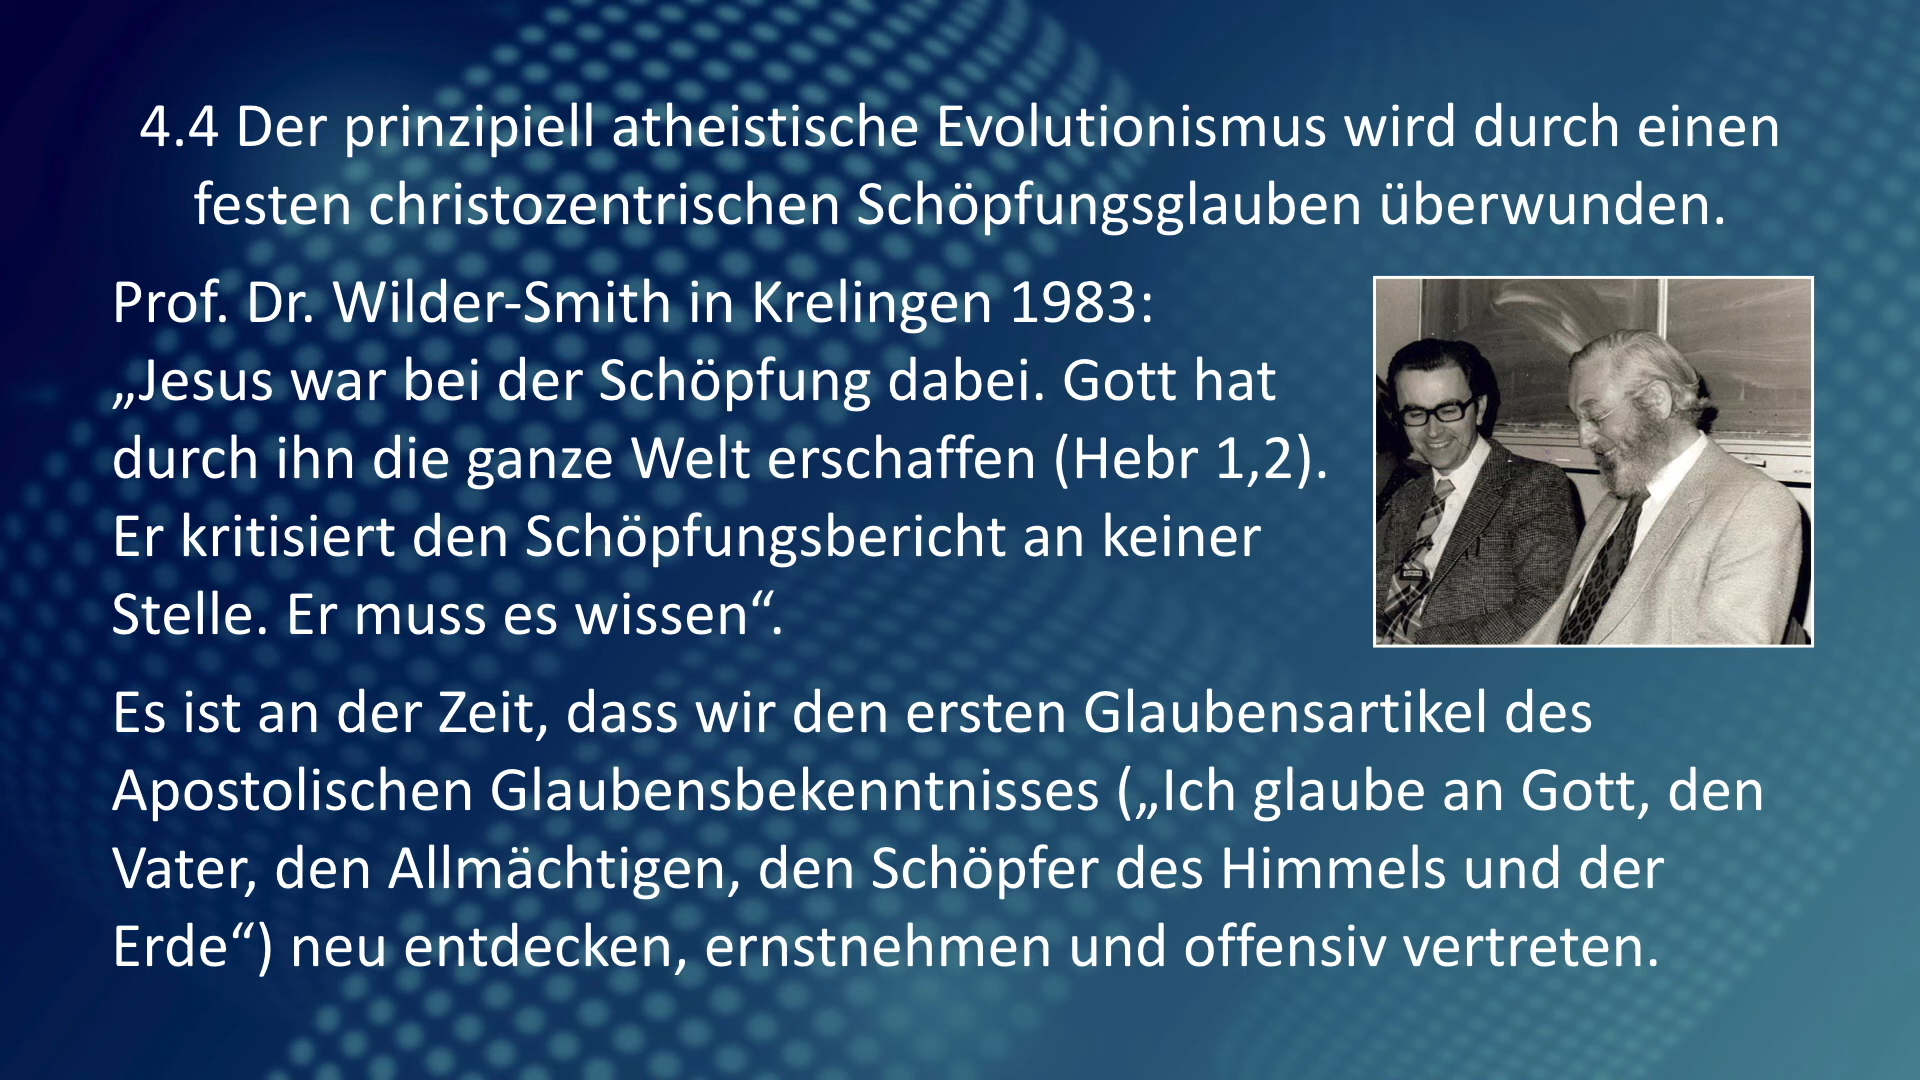 4.4 Der prinzipiell atheistische Evolutionismus wird durch einen
festen christozentrischen Schöpfungsglauben überwunden.
Prof. Dr. Wilder-Smith in Krelingen 1983:
„Jesus war bei der Schöpfung dabei. Gott hat
durch ihn die ganze Welt erschaffen (Hebr 1,2).
Er kritisiert den Schöpfungsbericht an keiner
Stelle. Er muss es wissen“.
Es ist an der Zeit, dass wir den ersten Glaubensartikel des
Apostolischen Glaubensbekenntnisses („Ich glaube an Gott, den
Vater, den Allmächtigen, den Schöpfer des Himmels und der
Erde“) neu entdecken, ernstnehmen und offensiv vertreten.